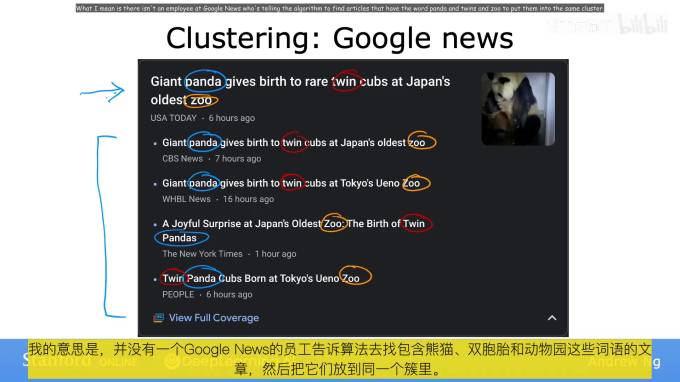 What I mean is there isn't an employee at Google News who's telling the algorithm to find articles that have the word panda and twins and zoo to put them into the same cluster
bilibili
Clustering: Google news
Giant panda gives birth to rare twin cubs at Japan's
oldest zoo
USA TODAY · 6 hours ago
Giant panda gives birth to twin cubs at Japan's oldest zoo
CBS News · 7 hours ago
Giant panda gives birth to twin cubs at Tokyo's Ueno Zoo
WHBL News · 16 hours ago
A Joyful Surprise at Japan's Oldest Zoo: The Birth of Twin
Pandas
The New York Times · 1 hour ago
Twin Panda Cubs Born at Tokyo's Ueno Zoo
PEOPLE · 6 hours ago
View Full Coverage
我的意思是，并没有一个Google News的员工告诉算法去找包含熊猫、双胞胎和动物园这些词语的文
章，然后把它们放到同一个簇里。
Stanford ONLINE
Andrew Ng